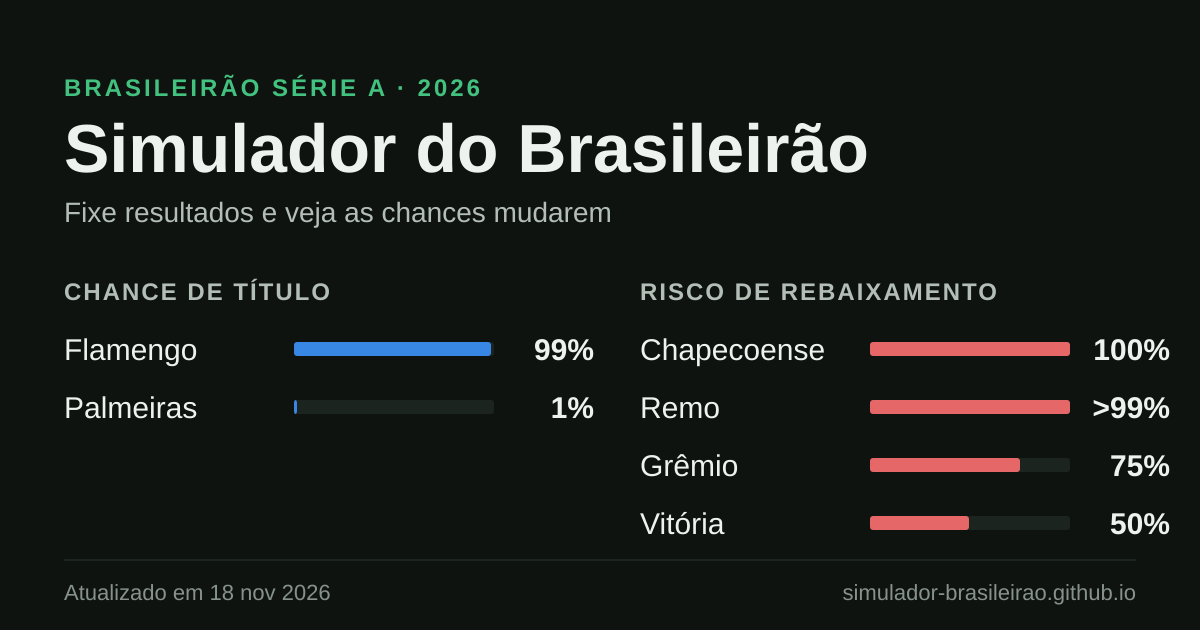 BRASILEIRÃO SÉRIE A · 2026
Simulador do Brasileirão
Fixe resultados e veja as chances mudarem
CHANCE DE TÍTULO
Flamengo 99%
Palmeiras 1%
RISCO DE REBAIXAMENTO
Chapecoense 100%
Remo >99%
Grêmio 75%
Vitória 50%
Atualizado em 18 nov 2026
simulador-brasileirao.github.io